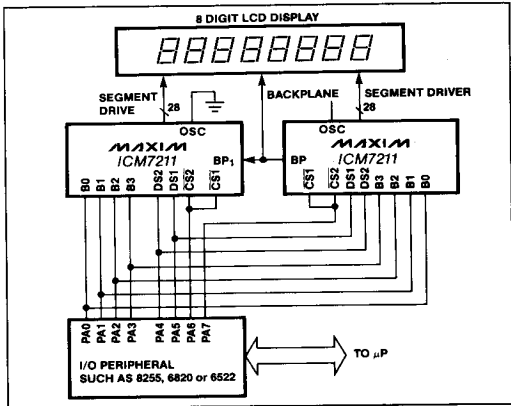 8 DIGIT LCD DISPLAY
SEGMENT DRIVE
28
BACKPLANE
SEGMENT DRIVER
28
OSC
MAXIM
ICM7211
BP1
B0 B1 B2 B3 DS2 DS1 CS2 CS1
OSC
MAXIM
ICM7211
BP
CS1 CS2 DS1 DS2 B3 B2 B1 B0
PA0 PA1 PA2 PA3 PA4 PA5 PA6 PA7
I/O PERIPHERAL
SUCH AS 8255, 6820 or 6522
TO µP